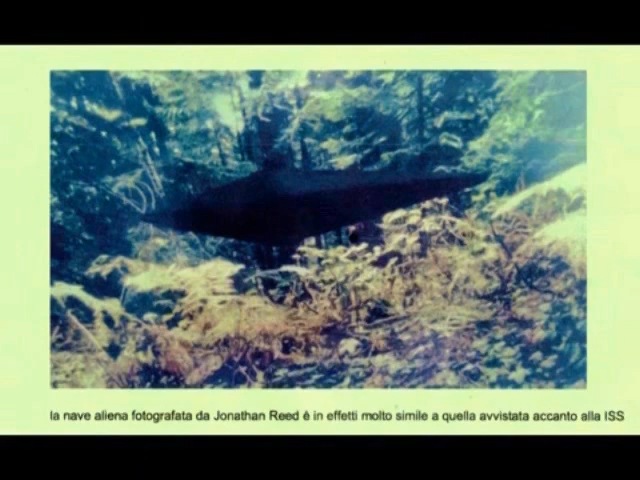 la nave aliena fotografata da Jonathan Reed è in effetti molto simile a quella avvistata accanto alla ISS